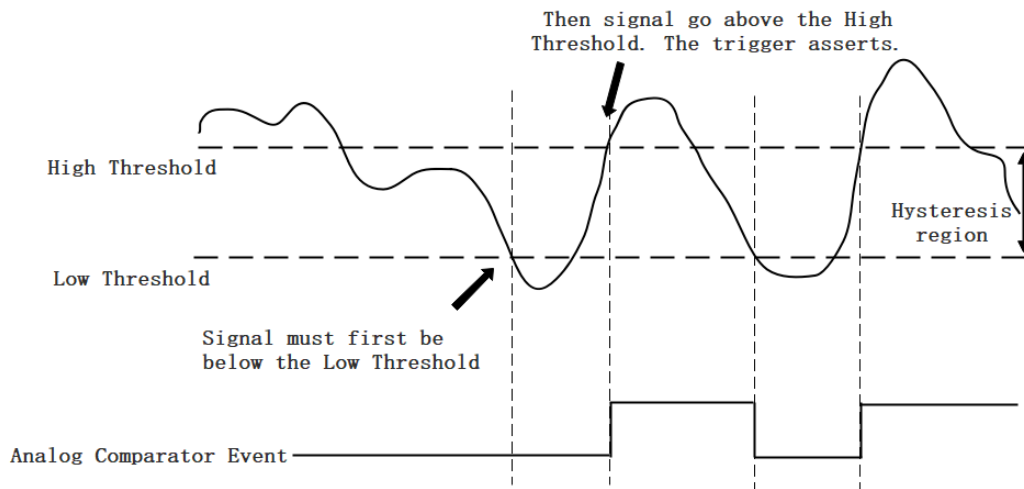 Then signal go above the High
Threshold. The trigger asserts.
High Threshold
Hysteresis
region
Low Threshold
Signal must first be
below the Low Threshold
Analog Comparator Event